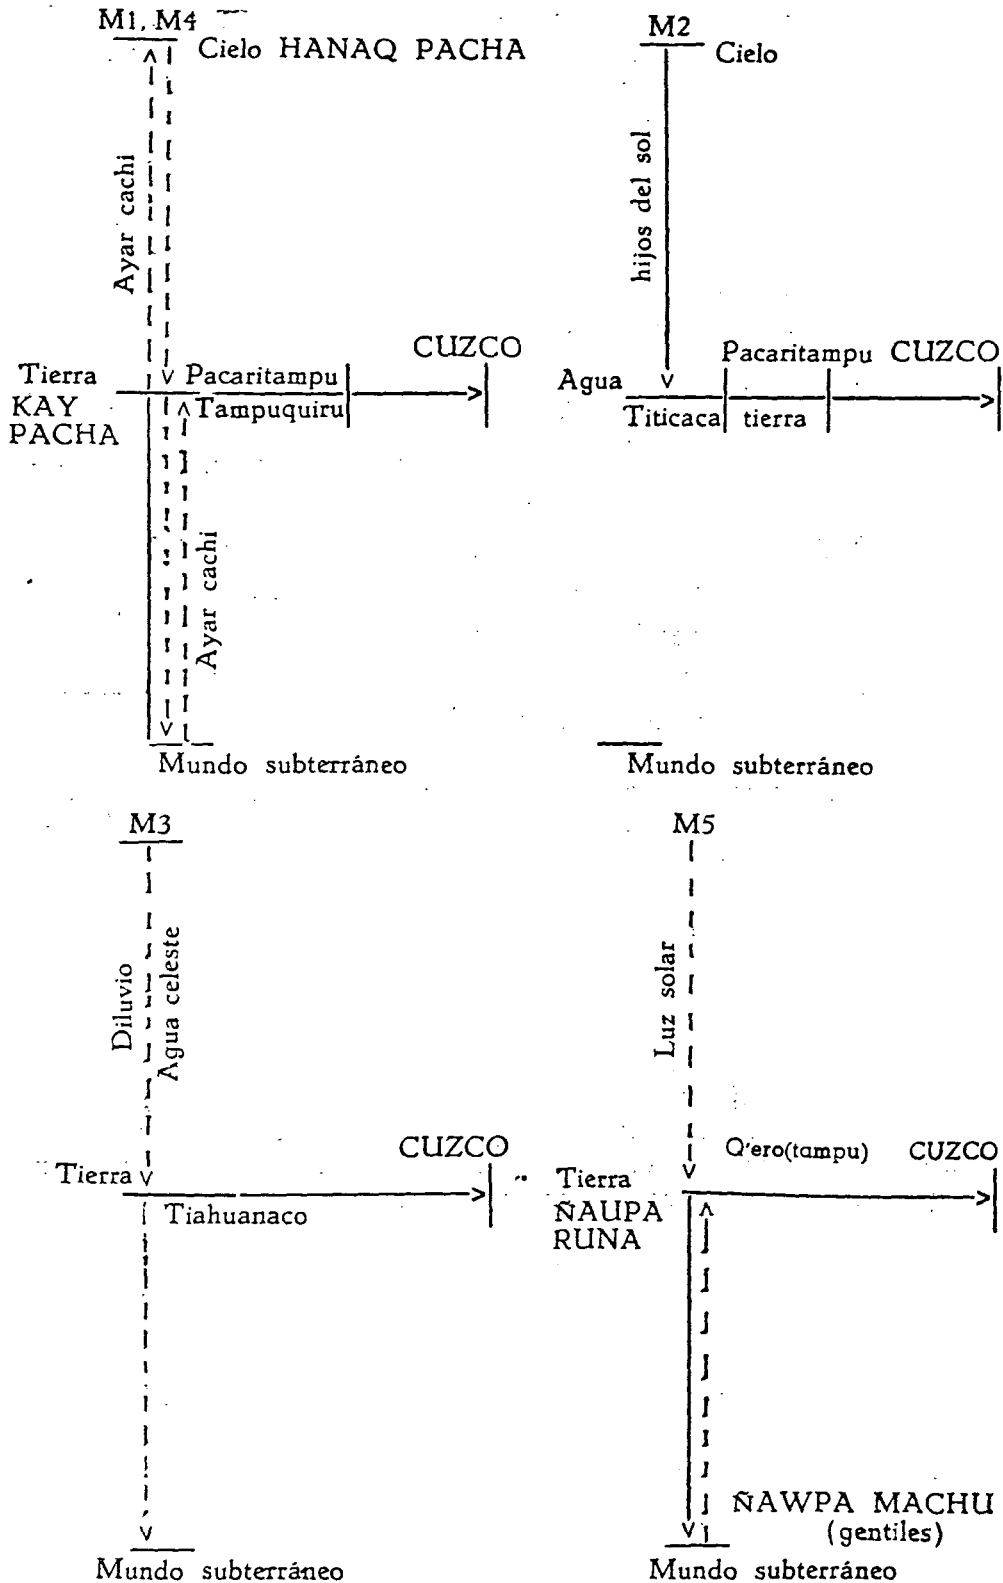 M1, M4
Cielo HANAQ PACHA
Ayar cachi
CUZCO
Tierra
KAY
PACHA
Pacaritampu
Tampuquiru
Ayar cachi
Mundo subterráneo
M2
Cielo
hijos del sol
Pacaritampu CUZCO
Agua
Titicaca tierra
Mundo subterráneo
M3
Diluvio
Agua celeste
CUZCO
Tierra
Tiahuanaco
Mundo subterráneo
M5
Luz solar
Q'ero(tampu) CUZCO
Tierra
ÑAUPA
RUNA
ÑAWPA MACHU
(gentiles)
Mundo subterráneo